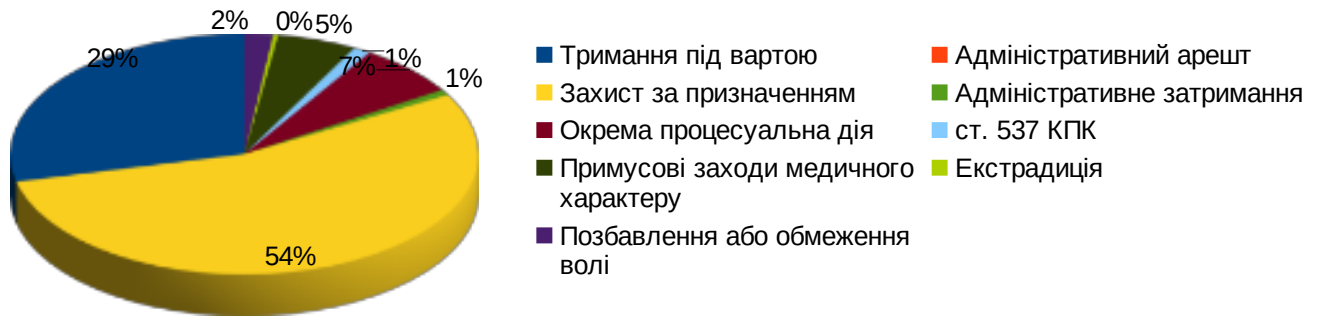 2%
0%
5%
29%
7%
1%
1%
54%
Тримання під вартою
Адміністративний арешт
Захист за призначенням
Адміністративне затримання
Окрема процесуальна дія
ст. 537 КПК
Примусові заходи медичного
характеру
Екстрадиція
Позбавлення або обмеження
волі